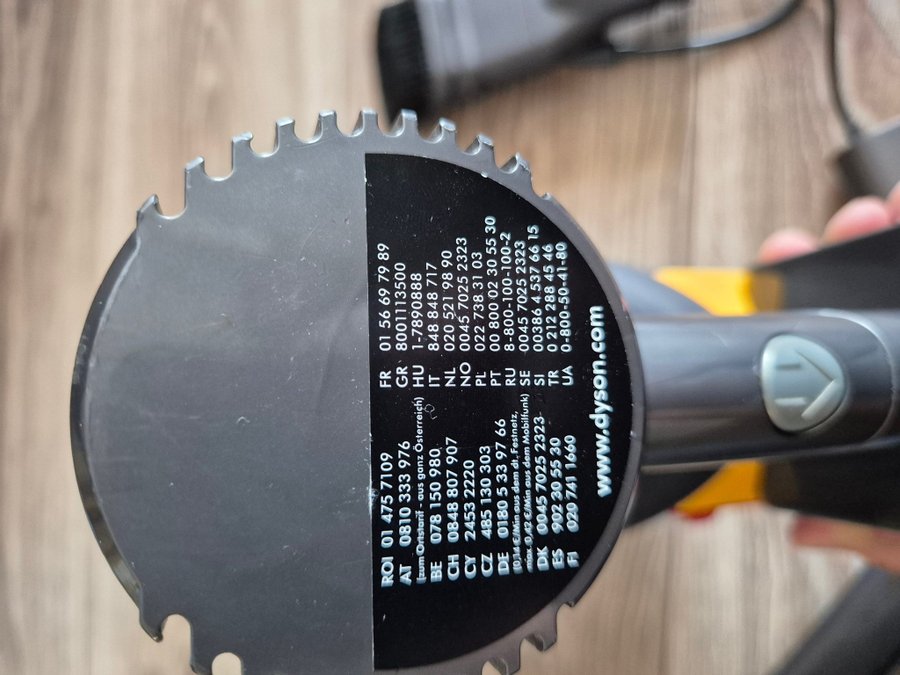 ROI 01 475 7109
AT 0810 333 976
(zum Ortstarif - aus ganz Österreich)
BE 078 150 980
CH 0848 807 907
CY 2453 2220
CZ 485 130 303
DE 0180 5 333 97 66
(0,14 €/Min aus dem dt. Festnetz,
max. 0,42 €/Min aus dem Mobilfunk)
DK 0045 7025 2323
ES 902 30 55 30
FI 020 741 1660
FR 01 56 69 79 89
GR 8001113500
HU 1-7890888
IT 848 848 717
NL 020 521 98 90
NO 0045 7025 2323
PL 022 738 31 03
PT 00 800 02 30 55 30
RU 8-800-100-100-2
SE 0045 7025 2323
SI 00386 4 537 66 15
TR 0 212 288 45 46
UA 0-800-50-41-80
www.dyson.com